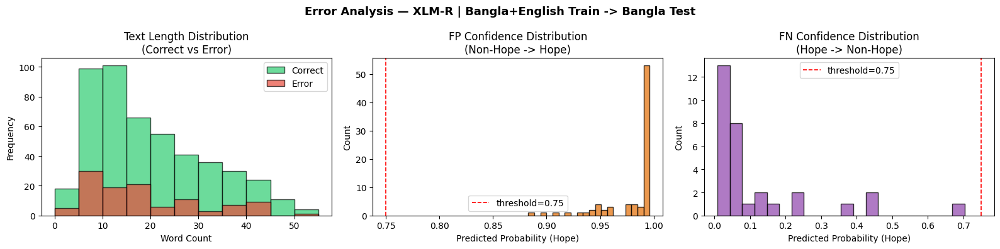 Error Analysis — XLM-R | Bangla+English Train -> Bangla Test
Text Length Distribution
(Correct vs Error)
Correct
Error
Frequency
0
20
40
60
80
100
0 10 20 30 40 50
Word Count
FP Confidence Distribution
(Non-Hope -> Hope)
threshold=0.75
Count
0
10
20
30
40
50
0.75 0.80 0.85 0.90 0.95 1.00
Predicted Probability (Hope)
FN Confidence Distribution
(Hope -> Non-Hope)
threshold=0.75
Count
0
2
4
6
8
10
12
0.0 0.1 0.2 0.3 0.4 0.5 0.6 0.7
Predicted Probability (Hope)